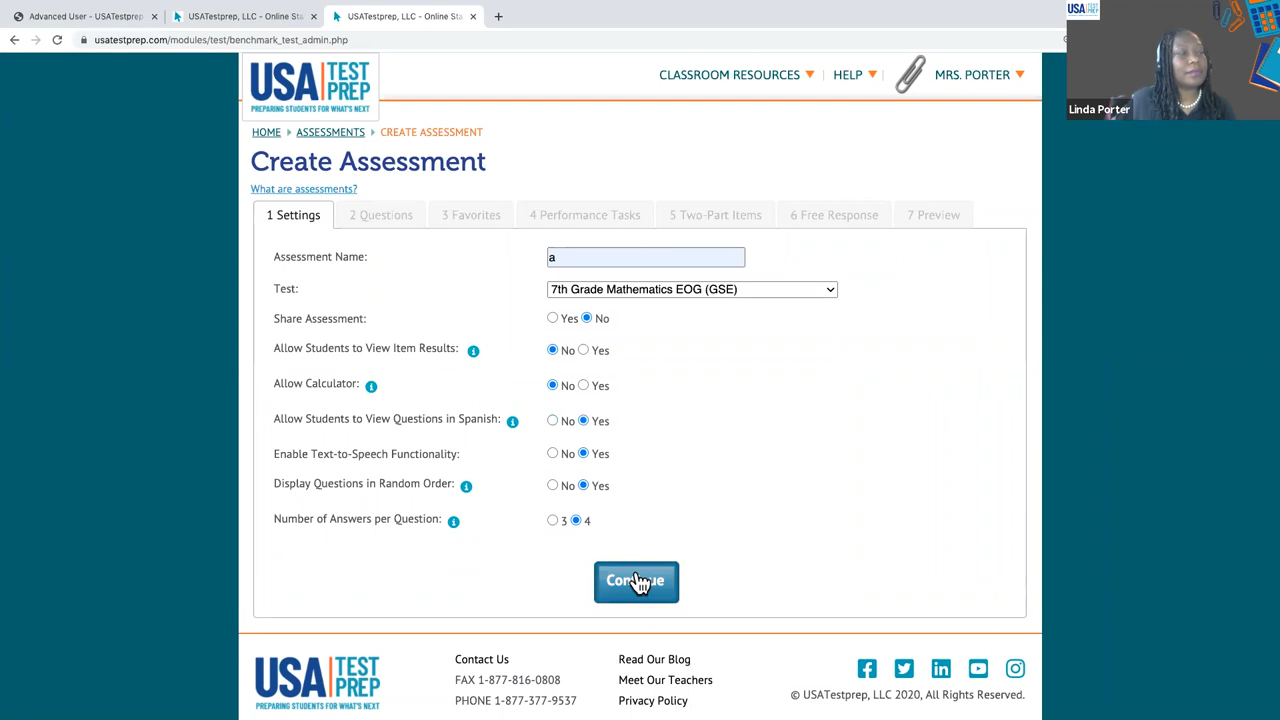 Advanced User - USATestprep
USATestprep, LLC - Online Sta
USATestprep, LLC - Online Sta
usatestprep.com/modules/test/benchmark_test_admin.php
USA TEST PREP
PREPARING STUDENTS FOR WHAT'S NEXT
CLASSROOM RESOURCES
HELP
MRS. PORTER
USA TEST PREP
Linda Porter
HOME ASSESSMENTS CREATE ASSESSMENT
Create Assessment
What are assessments?
1 Settings
2 Questions
3 Favorites
4 Performance Tasks
5 Two-Part Items
6 Free Response
7 Preview
Assessment Name: a
Test: 7th Grade Mathematics EOG (GSE)
Share Assessment: Yes No
Allow Students to View Item Results: No Yes
Allow Calculator: No Yes
Allow Students to View Questions in Spanish: No Yes
Enable Text-to-Speech Functionality: No Yes
Display Questions in Random Order: No Yes
Number of Answers per Question: 3 4
Continue
USA TEST PREP
PREPARING STUDENTS FOR WHAT'S NEXT
Contact Us
FAX 1-877-816-0808
PHONE 1-877-377-9537
Read Our Blog
Meet Our Teachers
Privacy Policy
© USATestprep, LLC 2020, All Rights Reserved.